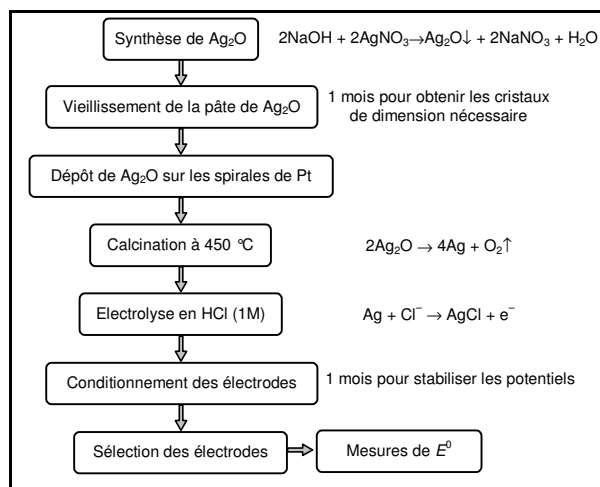 Synthèse de Ag₂O
2NaOH + 2AgNO₃→Ag₂O↓ + 2NaNO₃ + H₂O
Vieillissement de la pâte de Ag₂O
1 mois pour obtenir les cristaux
de dimension nécessaire
Dépôt de Ag₂O sur les spirales de Pt
Calcination à 450 °C
2Ag₂O → 4Ag + O₂↑
Electrolyse en HCl (1M)
Ag + Cl⁻ → AgCl + e⁻
Conditionnement des électrodes
1 mois pour stabiliser les potentiels
Sélection des électrodes
Mesures de E⁰